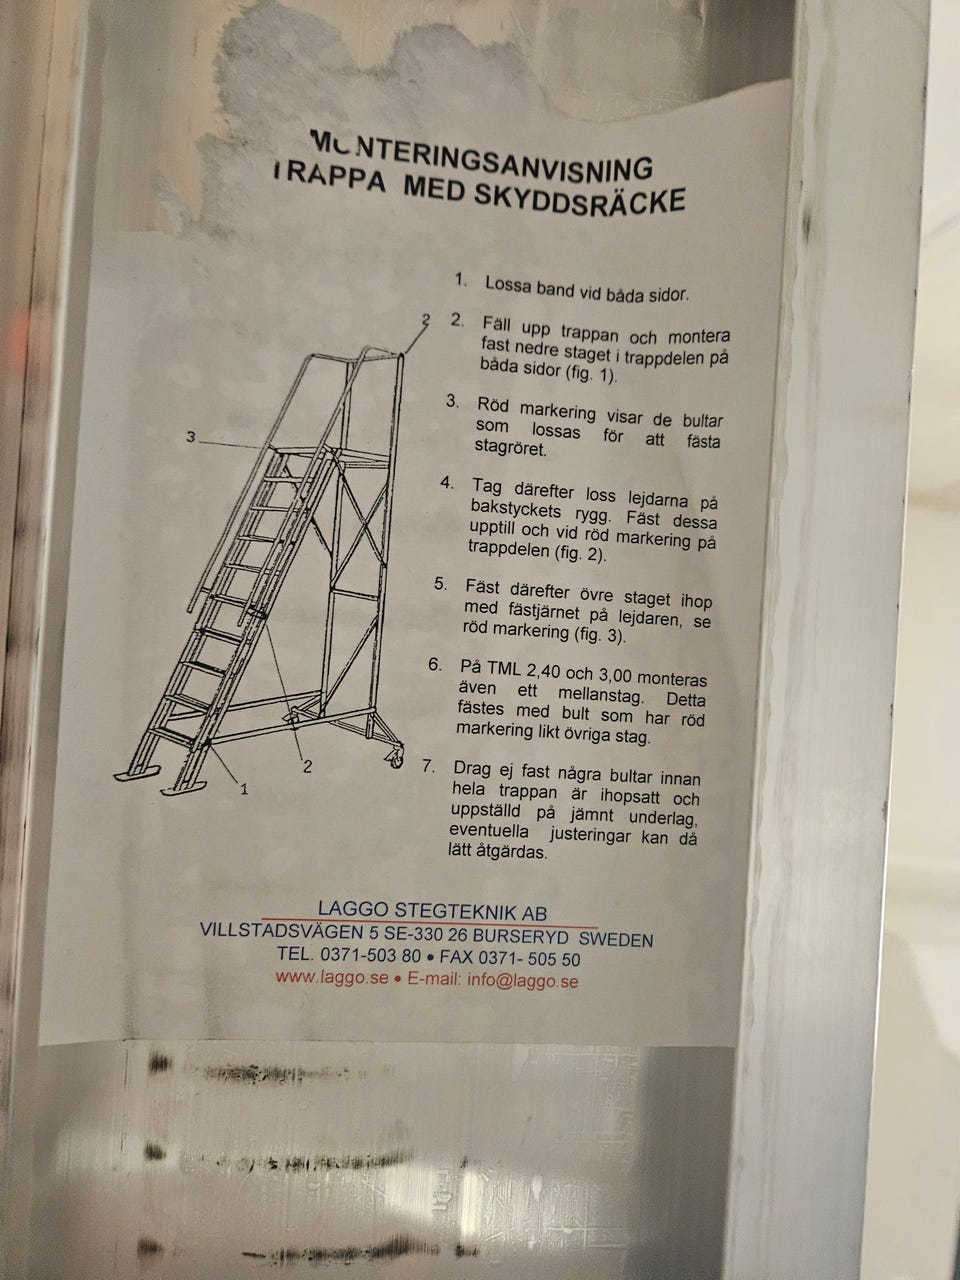 MONTERINGSANVISNING
TRAPPA MED SKYDDSRÄCKE
1. Lossa band vid båda sidor.
2. Fäll upp trappan och montera
fast nedre staget i trappdelen på
båda sidor (fig. 1).
3. Röd markering visar de bultar
som lossas för att fästa
stagröret.
4. Tag därefter loss lejdarna på
bakstyckets rygg. Fäst dessa
upptill och vid röd markering på
trappdelen (fig. 2).
5. Fäst därefter övre staget ihop
med fästjärnet på lejdaren, se
röd markering (fig. 3).
6. På TML 2,40 och 3,00 monteras
även ett mellanstag. Detta
fästes med bult som har röd
markering likt övriga stag.
7. Drag ej fast några bultar innan
hela trappan är ihopsatt och
uppställd på jämnt underlag,
eventuella justeringar kan då
lätt åtgärdas.
2
3
2
1
LAGGO STEGTEKNIK AB
VILLSTADSVÄGEN 5 SE-330 26 BURSERYD SWEDEN
TEL. 0371-503 80 • FAX 0371- 505 50
www.laggo.se • E-mail: info@laggo.se